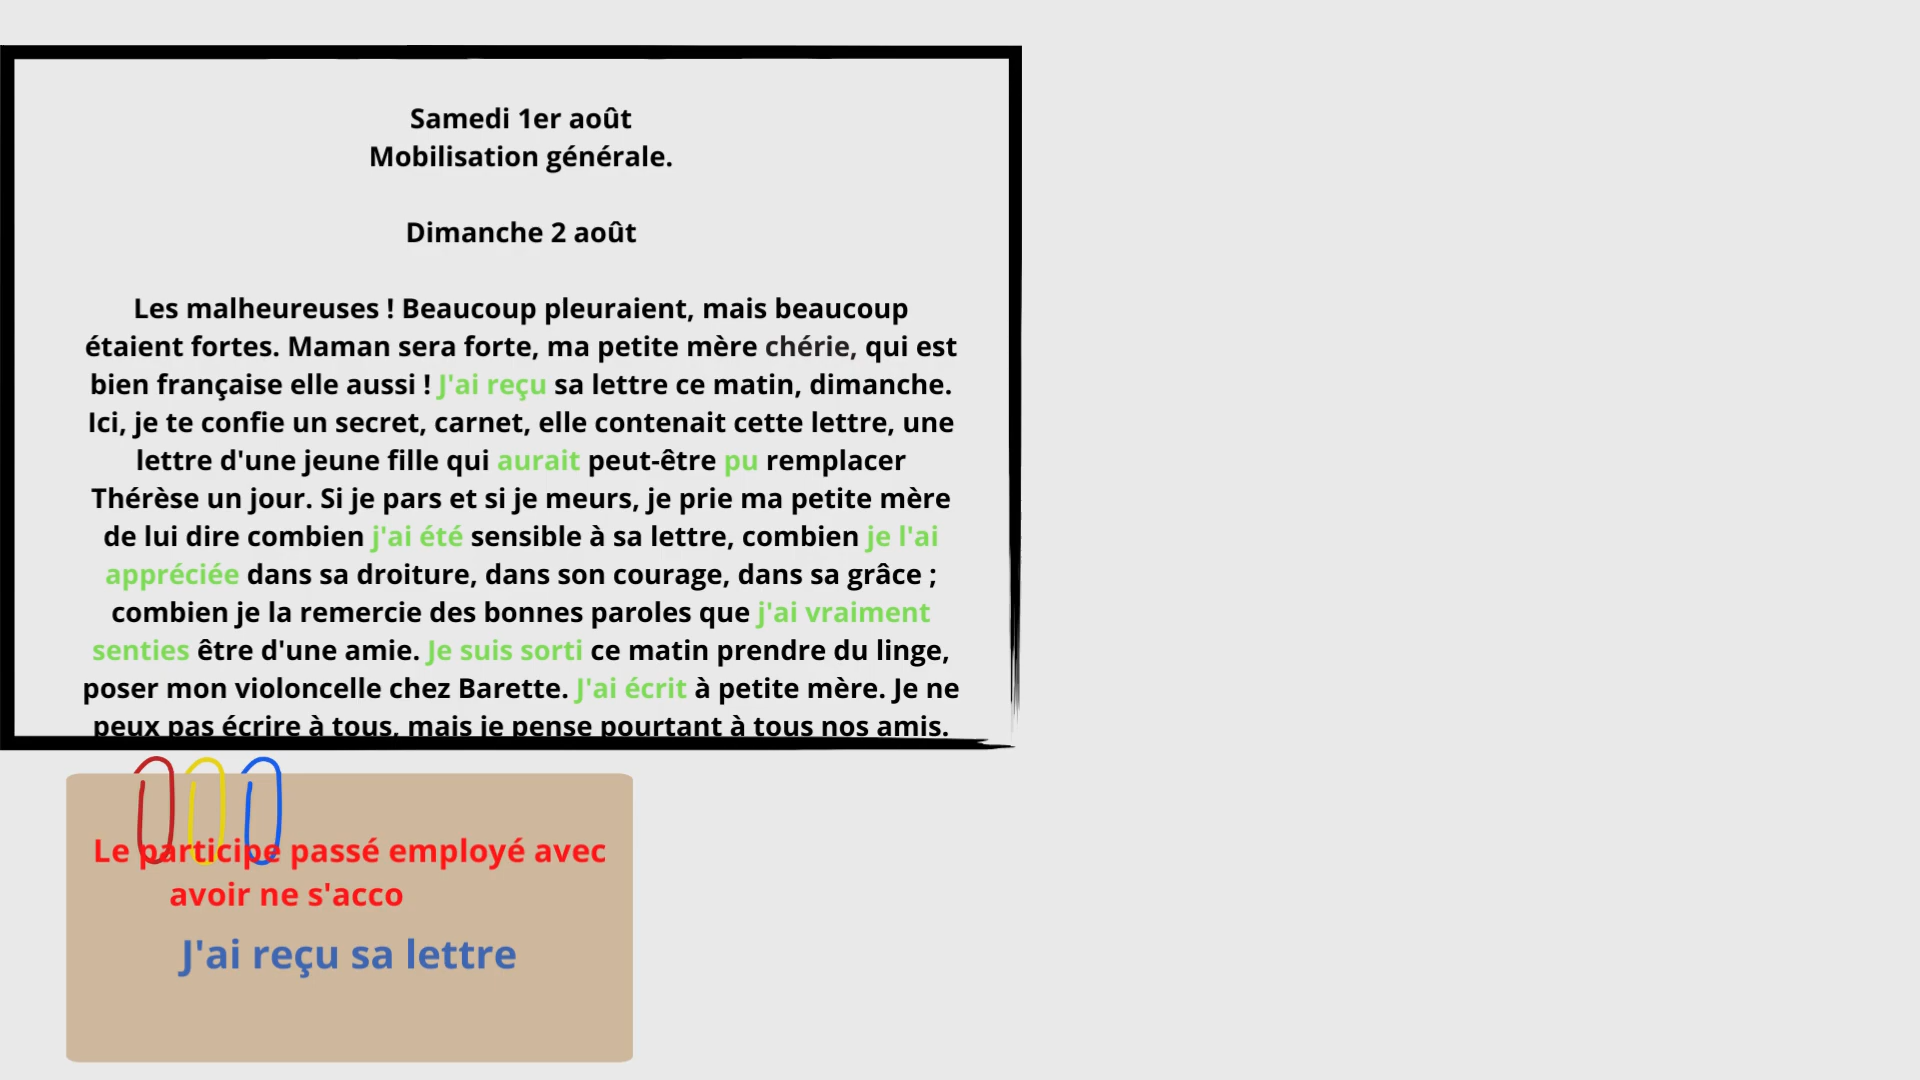 Samedi 1er août
Mobilisation générale.
Dimanche 2 août
Les malheureuses ! Beaucoup pleuraient, mais beaucoup
étaient fortes. Maman sera forte, ma petite mère chérie, qui est
bien française elle aussi ! J'ai reçu sa lettre ce matin, dimanche.
Ici, je te confie un secret, carnet, elle contenait cette lettre, une
lettre d'une jeune fille qui aurait peut-être pu remplacer
Thérèse un jour. Si je pars et si je meurs, je prie ma petite mère
de lui dire combien j'ai été sensible à sa lettre, combien je l'ai
appréciée dans sa droiture, dans son courage, dans sa grâce ;
combien je la remercie des bonnes paroles que j'ai vraiment
senties être d'une amie. Je suis sorti ce matin prendre du linge,
poser mon violoncelle chez Barette. J'ai écrit à petite mère. Je ne
peux pas écrire à tous, mais je pense pourtant à tous nos amis.
Le participe passé employé avec
avoir ne s'acco
J'ai reçu sa lettre